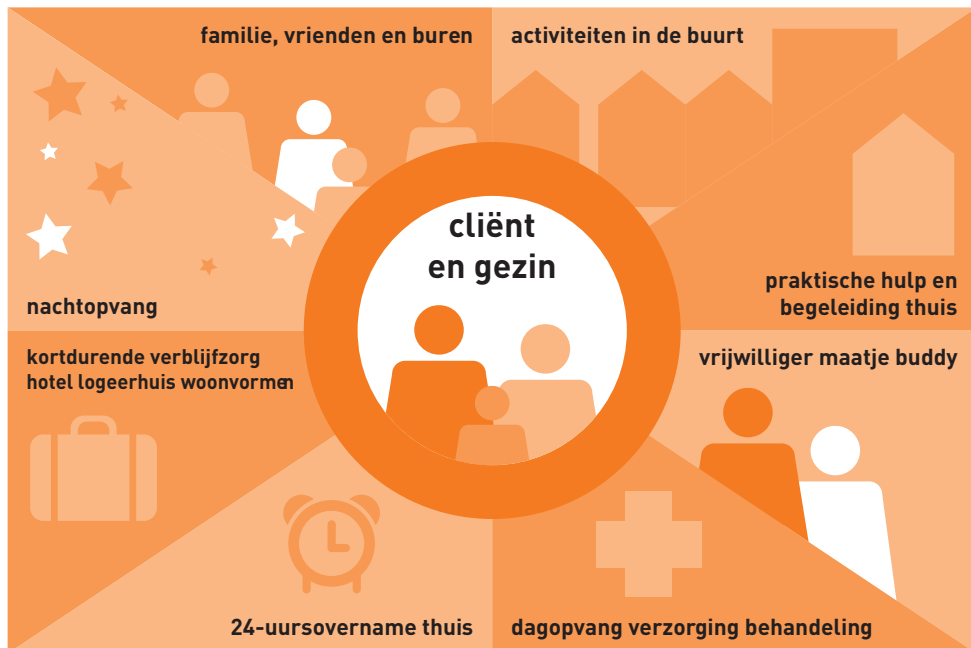 familie, vrienden en buren
activiteiten in de buurt
cliënt
en gezin
praktische hulp en
begeleiding thuis
nachtopvang
kortdurende verblijfzorg
hotel logeerhuis woonvormen
vrijwilliger maatje buddy
24-uursovername thuis
dagopvang verzorging behandeling